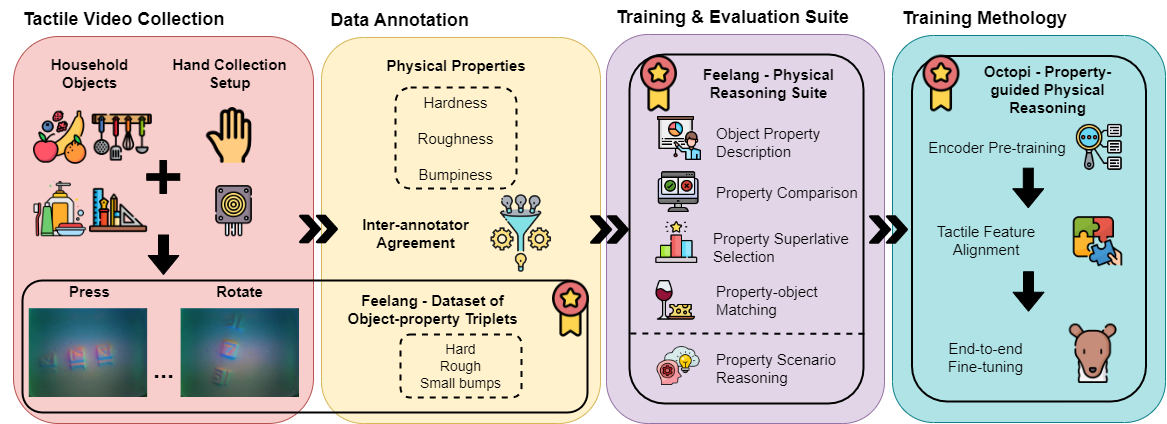 Tactile Video Collection
Household
Objects
Hand Collection
Setup
Press
Rotate
...
Data Annotation
Physical Properties
Hardness
Roughness
Bumpiness
Inter-annotator
Agreement
Feelang - Dataset of
Object-property Triplets
Hard
Rough
Small bumps
Training & Evaluation Suite
Feelang - Physical
Reasoning Suite
Object Property
Description
Property Comparison
Property Superlative
Selection
Property-object
Matching
Property Scenario
Reasoning
Training Methology
Octopi - Property-
guided Physical
Reasoning
Encoder Pre-training
Tactile Feature
Alignment
End-to-end
Fine-tuning